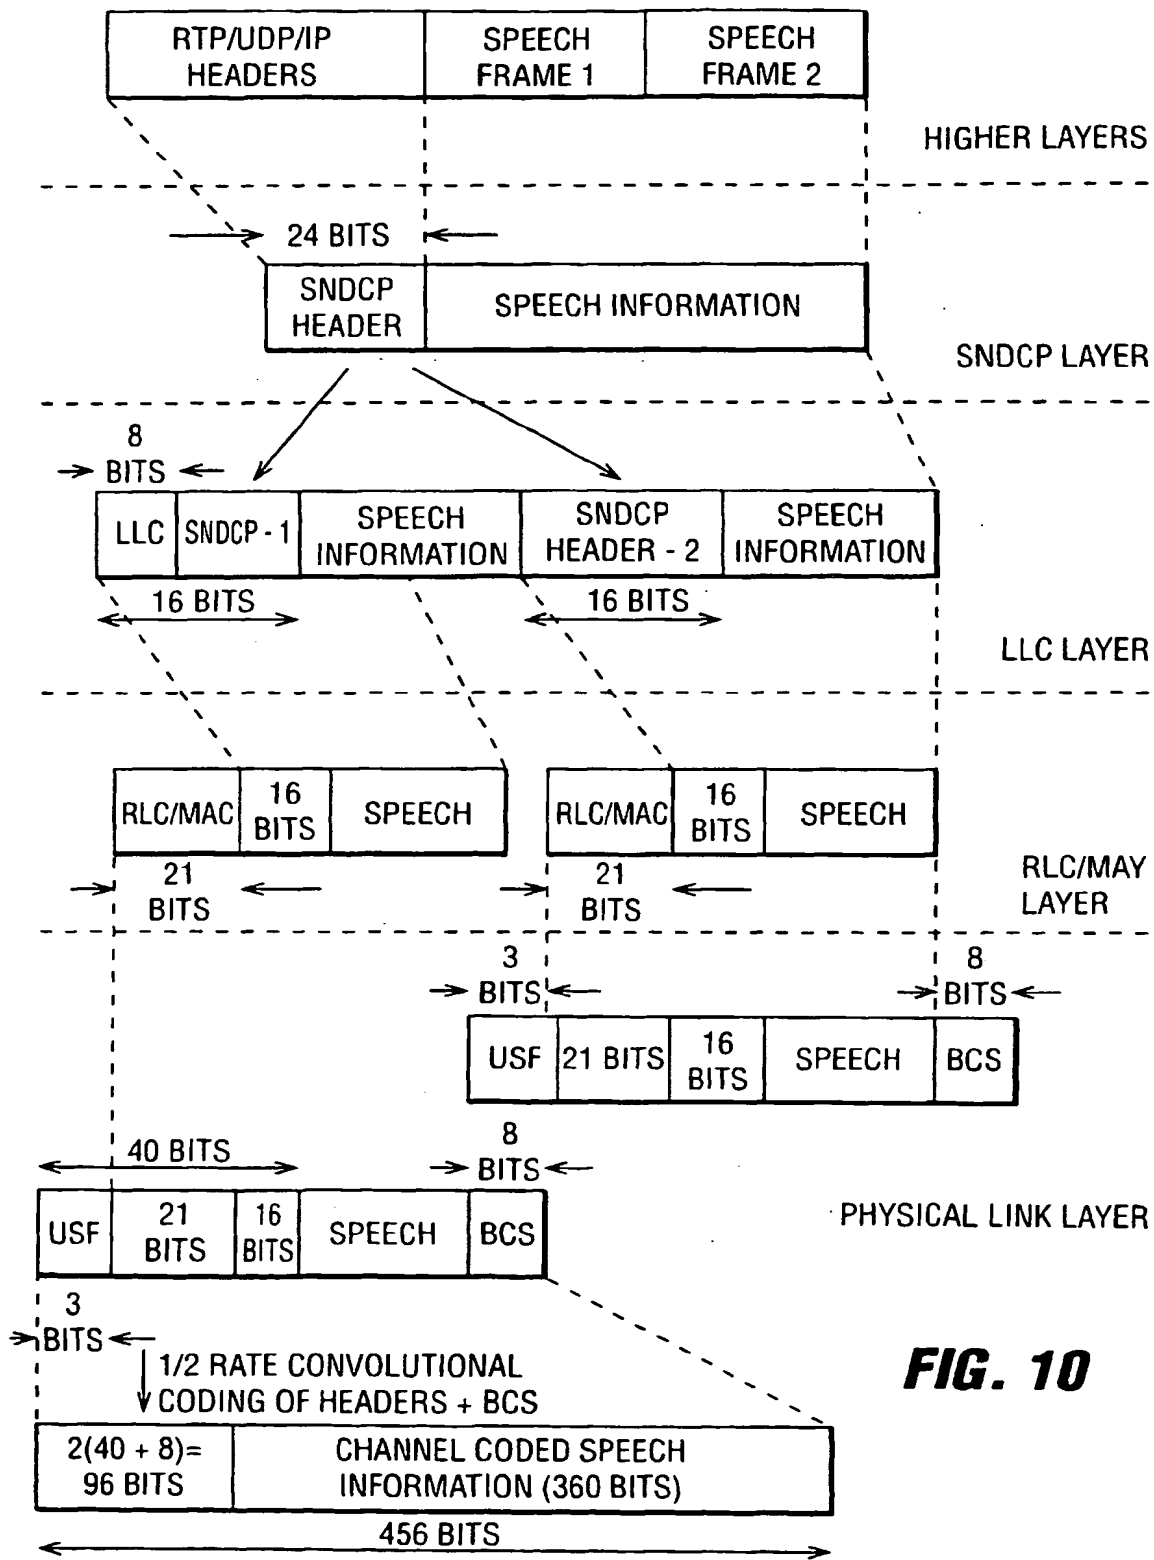 RTP/UDP/IP
HEADERS
SPEECH
FRAME 1
SPEECH
FRAME 2
HIGHER LAYERS
24 BITS
SNDCP
HEADER
SPEECH INFORMATION
SNDCP LAYER
8
BITS
LLC
SNDCP - 1
SPEECH
INFORMATION
SNDCP
HEADER - 2
SPEECH
INFORMATION
16 BITS
16 BITS
LLC LAYER
RLC/MAC
16
BITS
SPEECH
RLC/MAC
16
BITS
SPEECH
21
BITS
21
BITS
RLC/MAY
LAYER
3
BITS
8
BITS
USF
21 BITS
16
BITS
SPEECH
BCS
40 BITS
8
BITS
USF
21
BITS
16
BITS
SPEECH
BCS
PHYSICAL LINK LAYER
3
BITS
1/2 RATE CONVOLUTIONAL
CODING OF HEADERS + BCS
FIG. 10
2(40 + 8)=
96 BITS
CHANNEL CODED SPEECH
INFORMATION (360 BITS)
456 BITS